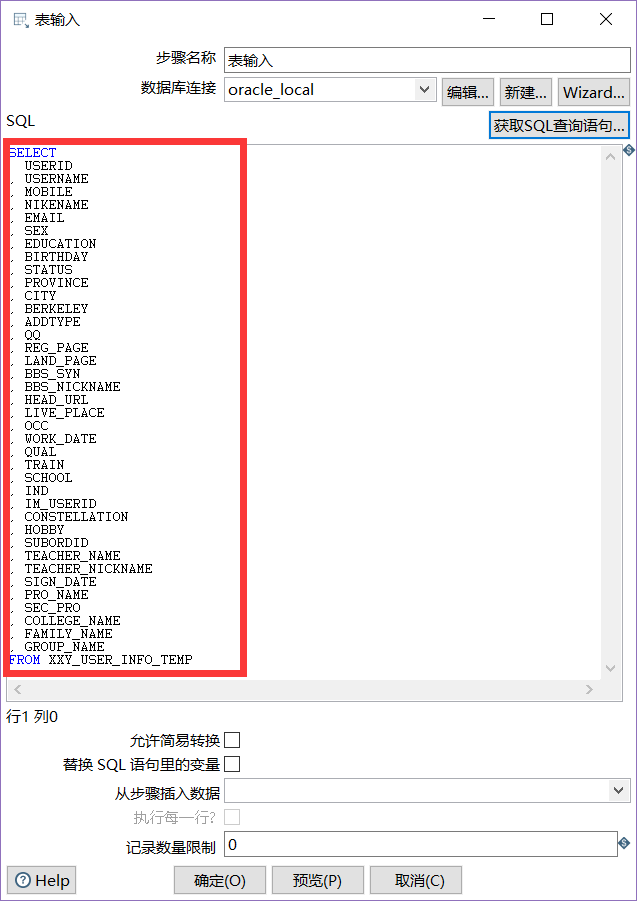 表输入
步骤名称 表输入
数据库连接 oracle_local 编辑... 新建... Wizard...
SQL 获取SQL查询语句...
SELECT
USERID
, USERNAME
, MOBILE
, NIKENAME
, EMAIL
, SEX
, EDUCATION
, BIRTHDAY
, STATUS
, PROVINCE
, CITY
, BERKELEY
, ADDTYPE
, QQ
, REG_PAGE
, LAND_PAGE
, BBS_SYN
, BBS_NICKNAME
, HEAD_URL
, LIVE_PLACE
, OCC
, WORK_DATE
, QUAL
, TRAIN
, SCHOOL
, IND
, IM_USERID
, CONSTELLATION
, HOBBY
, SUBORDID
, TEACHER_NAME
, TEACHER_NICKNAME
, SIGN_DATE
, PRO_NAME
, SEC_PRO
, COLLEGE_NAME
, FAMILY_NAME
, GROUP_NAME
FROM XXY_USER_INFO_TEMP
行1 列0
允许简易转换
替换 SQL 语句里的变量
从步骤插入数据
执行每一行?
记录数量限制 0
Help 确定(O) 预览(P) 取消(C)